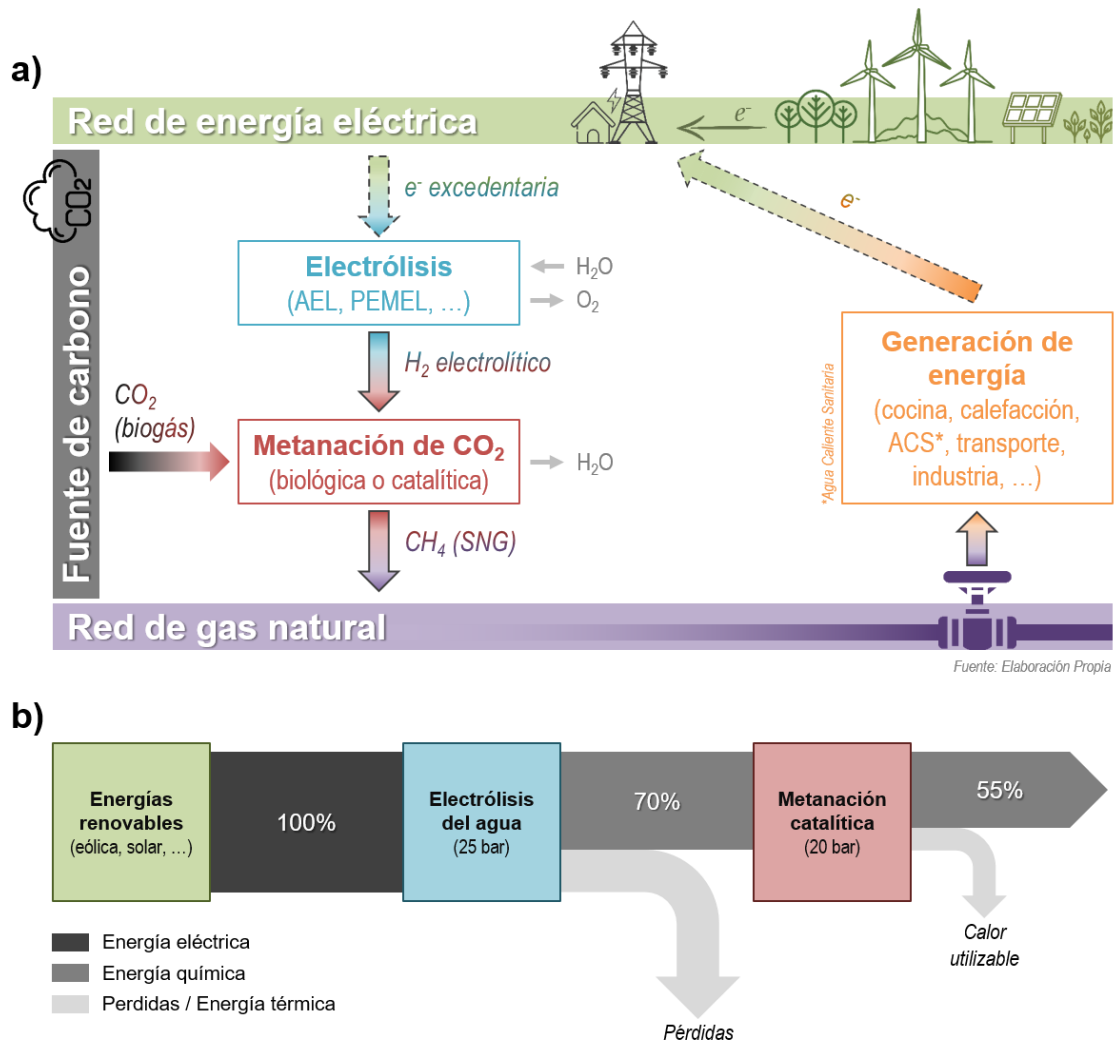 a)
Red de energía eléctrica
e-
CO2
Fuente de carbono
e- excedentaria
e-
Electrólisis
(AEL, PEMEL, ...)
H2O
O2
H2 electrolítico
CO2
(biogás)
Metanación de CO2
(biológica o catalítica)
H2O
CH4 (SNG)
Generación de
energía
(cocina, calefacción,
ACS*, transporte,
industria, ...)
*Agua Caliente Sanitaria
Red de gas natural
Fuente: Elaboración Propia
b)
Energías
renovables
(eólica, solar, ...)
100%
Electrólisis
del agua
(25 bar)
70%
Metanación
catalítica
(20 bar)
55%
Calor
utilizable
Pérdidas
Energía eléctrica
Energía química
Perdidas / Energía térmica